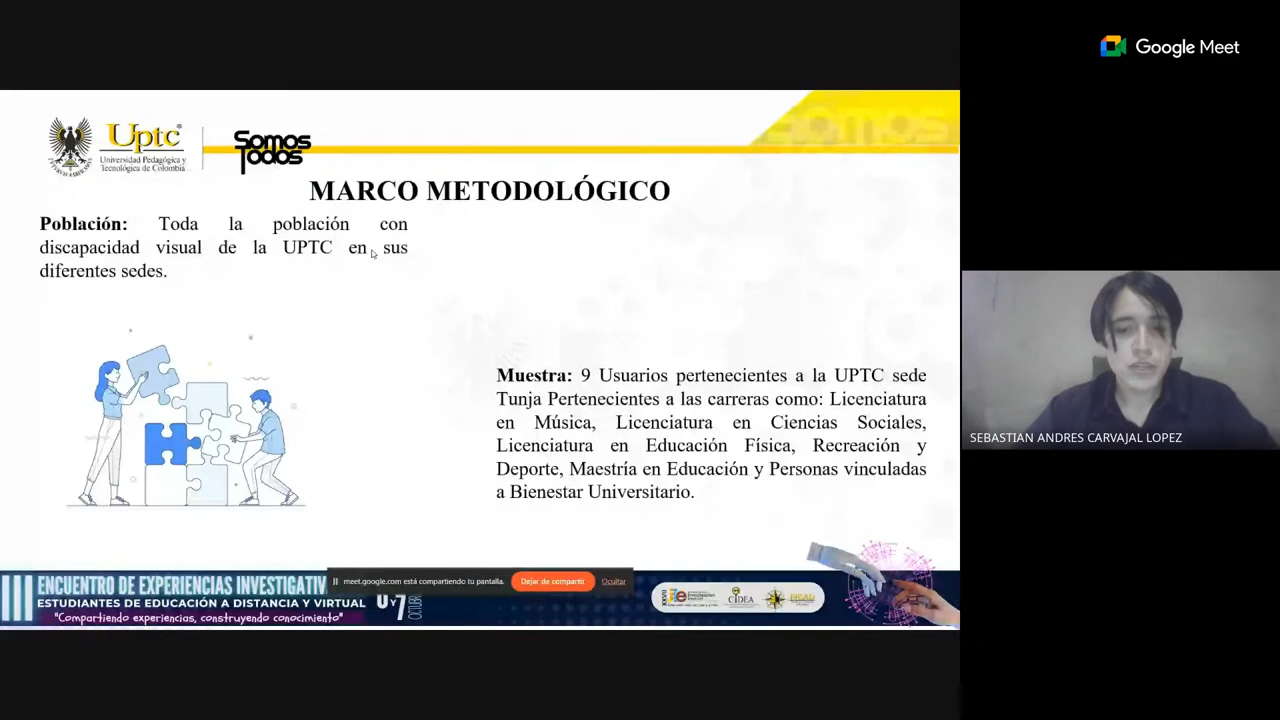 Google Meet
Uptc
Universidad Pedagógica y
Tecnológica de Colombia
Somos
Todos
MARCO METODOLÓGICO
Población: Toda la población con
discapacidad visual de la UPTC en sus
diferentes sedes.
Muestra: 9 Usuarios pertenecientes a la UPTC sede
Tunja Pertenecientes a las carreras como: Licenciatura
en Música, Licenciatura en Ciencias Sociales,
Licenciatura en Educación Física, Recreación y
Deporte, Maestría en Educación y Personas vinculadas
a Bienestar Universitario.
SEBASTIAN ANDRES CARVAJAL LOPEZ
III ENCUENTRO DE EXPERIENCIAS
ESTUDIANTES DE EDUCACIÓN A DISTANCIA Y VIRTUAL
"Compartiendo experiencias, construyendo conocimiento"
meet.google.com está compartiendo tu pantalla.
Dejar de compartir
Ocultar
Y 7
CIDEA